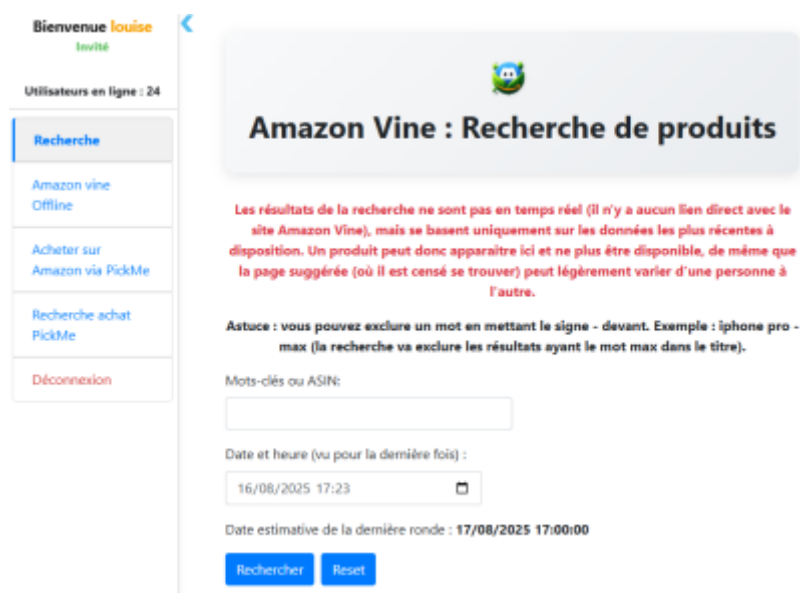 Bienvenue louise
Invité
Utilisateurs en ligne : 24
Recherche
Amazon vine
Offline
Acheter sur
Amazon via PickMe
Recherche achat
PickMe
Déconnexion
Amazon Vine : Recherche de produits
Les résultats de la recherche ne sont pas en temps réel (il n'y a aucun lien direct avec le
site Amazon Vine), mais se basent uniquement sur les données les plus récentes à
disposition. Un produit peut donc apparaitre ici et ne plus être disponible, de même que
la page suggérée (où il est censé se trouver) peut légèrement varier d'une personne à
l'autre.
Astuce : vous pouvez exclure un mot en mettant le signe - devant. Exemple : iphone pro -
max (la recherche va exclure les résultats ayant le mot max dans le titre).
Mots-clés ou ASIN:
Date et heure (vu pour la dernière fois) :
16/08/2025 17:23
Date estimative de la dernière ronde : 17/08/2025 17:00:00
Rechercher
Reset